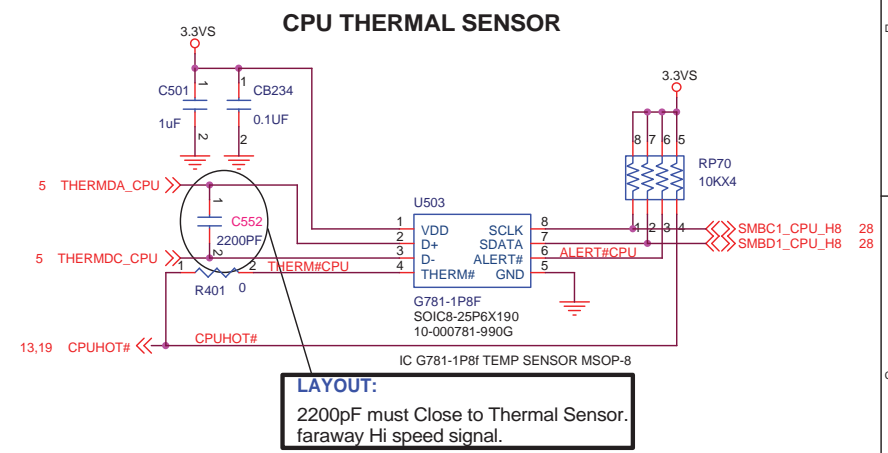 CPU THERMAL SENSOR
3.3VS
D
C501
1
1uF
2
1
CB234
0.1UF
2
3.3VS
8 7 6 5
RP70
10KX4
1 2 3 4
5 THERMDA_CPU
1
C552
2200PF
2
5 THERMDC_CPU
1
2
THERM#CPU
R401
0
U503
1 VDD SCLK 8
2 D+ SDATA 7
3 D- ALERT# 6
4 THERM# GND 5
ALERT#CPU
SMBC1_CPU_H8 28
SMBD1_CPU_H8 28
G781-1P8F
SOIC8-25P6X190
10-000781-990G
13,19 CPUHOT#
CPUHOT#
IC G781-1P8f TEMP SENSOR MSOP-8
C
LAYOUT:
2200pF must Close to Thermal Sensor.
faraway Hi speed signal.